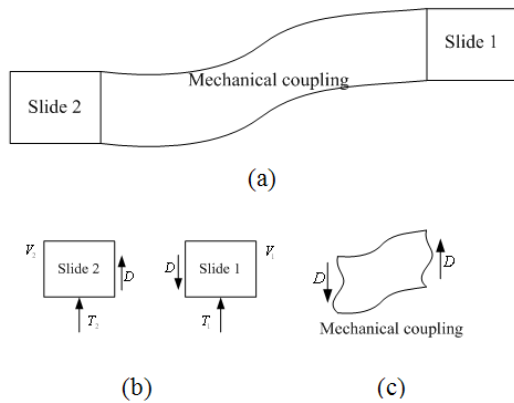 Slide 1
Mechanical coupling
Slide 2
(a)
V₂ Slide 2 D D Slide 1 V₁ D D
T₂ T₁
Mechanical coupling
(b) (c)